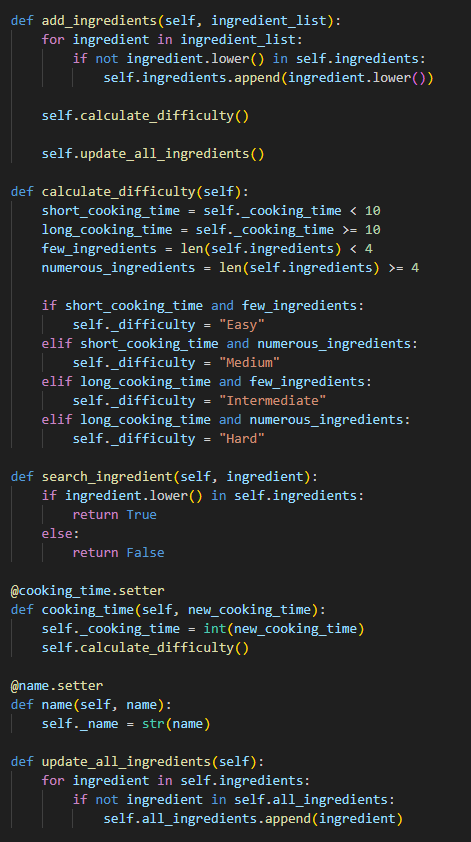 def add_ingredients(self, ingredient_list):
    for ingredient in ingredient_list:
        if not ingredient.lower() in self.ingredients:
            self.ingredients.append(ingredient.lower())

    self.calculate_difficulty()

    self.update_all_ingredients()

def calculate_difficulty(self):
    short_cooking_time = self._cooking_time < 10
    long_cooking_time = self._cooking_time >= 10
    few_ingredients = len(self.ingredients) < 4
    numerous_ingredients = len(self.ingredients) >= 4

    if short_cooking_time and few_ingredients:
        self._difficulty = "Easy"
    elif short_cooking_time and numerous_ingredients:
        self._difficulty = "Medium"
    elif long_cooking_time and few_ingredients:
        self._difficulty = "Intermediate"
    elif long_cooking_time and numerous_ingredients:
        self._difficulty = "Hard"

def search_ingredient(self, ingredient):
    if ingredient.lower() in self.ingredients:
        return True
    else:
        return False

@cooking_time.setter
def cooking_time(self, new_cooking_time):
    self._cooking_time = int(new_cooking_time)
    self.calculate_difficulty()

@name.setter
def name(self, name):
    self._name = str(name)

def update_all_ingredients(self):
    for ingredient in self.ingredients:
        if not ingredient in self.all_ingredients:
            self.all_ingredients.append(ingredient)